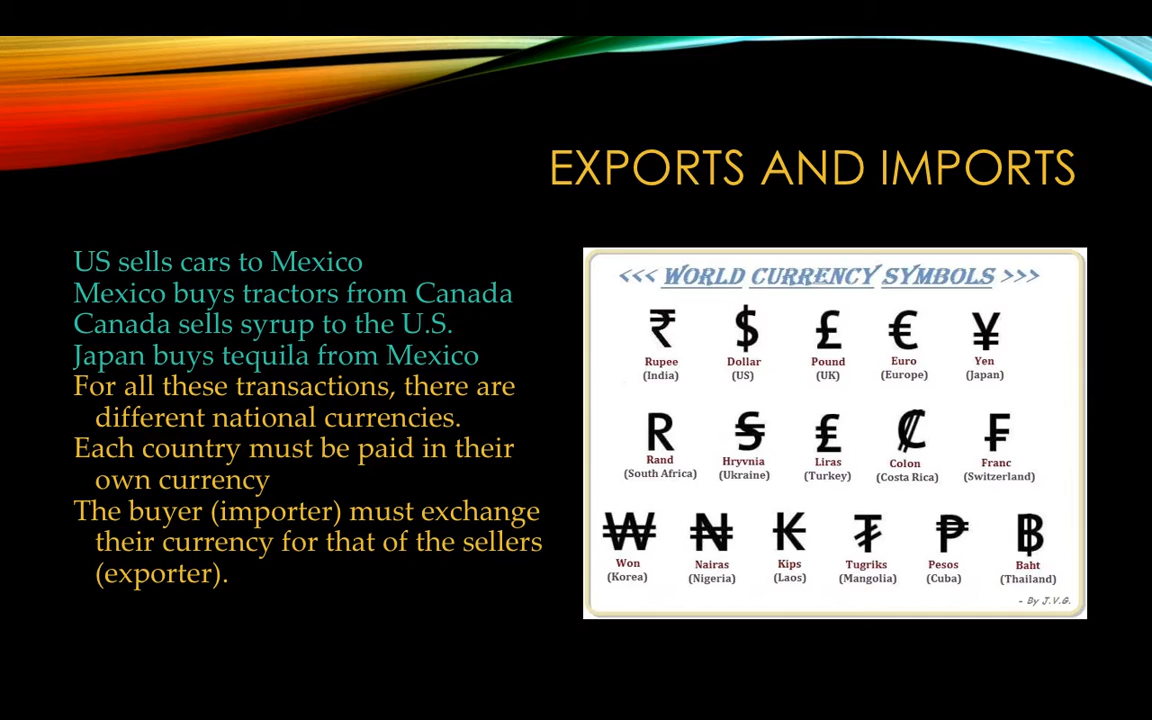 EXPORTS AND IMPORTS
US sells cars to Mexico
Mexico buys tractors from Canada
Canada sells syrup to the U.S.
Japan buys tequila from Mexico
For all these transactions, there are
different national currencies.
Each country must be paid in their
own currency
The buyer (importer) must exchange
their currency for that of the sellers
(exporter).
<<< WORLD CURRENCY SYMBOLS >>>
₹ $ £ € ¥
Rupee Dollar Pound Euro Yen
(India) (US) (UK) (Europe) (Japan)
R ₴ ₤ ₡ ₣
Rand Hryvnia Liras Colon Franc
(South Africa) (Ukraine) (Turkey) (Costa Rica) (Switzerland)
₩ ₦ K ₮ ₱ ฿
Won Nairas Kips Tugriks Pesos Baht
(Korea) (Nigeria) (Laos) (Mangolia) (Cuba) (Thailand)
- By J.V.G.